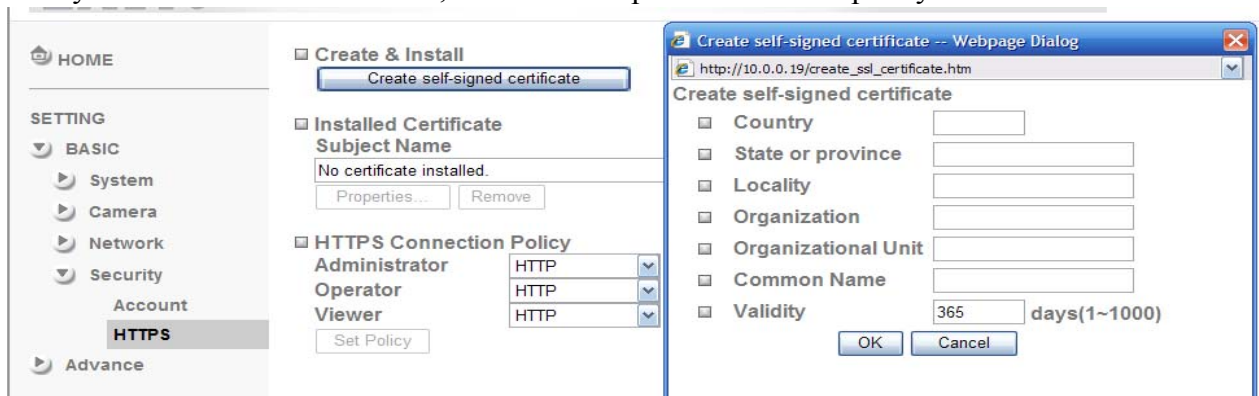 HOME
SETTING
BASIC
System
Camera
Network
Security
Account
HTTPS
Advance
Create & Install
Create self-signed certificate
Installed Certificate
Subject Name
No certificate installed.
Properties... Remove
HTTPS Connection Policy
Administrator HTTP
Operator HTTP
Viewer HTTP
Set Policy
Create self-signed certificate -- Webpage Dialog
http://10.0.0.19/create_ssl_certificate.htm
Create self-signed certificate
Country
State or province
Locality
Organization
Organizational Unit
Common Name
Validity 365 days(1~1000)
OK Cancel